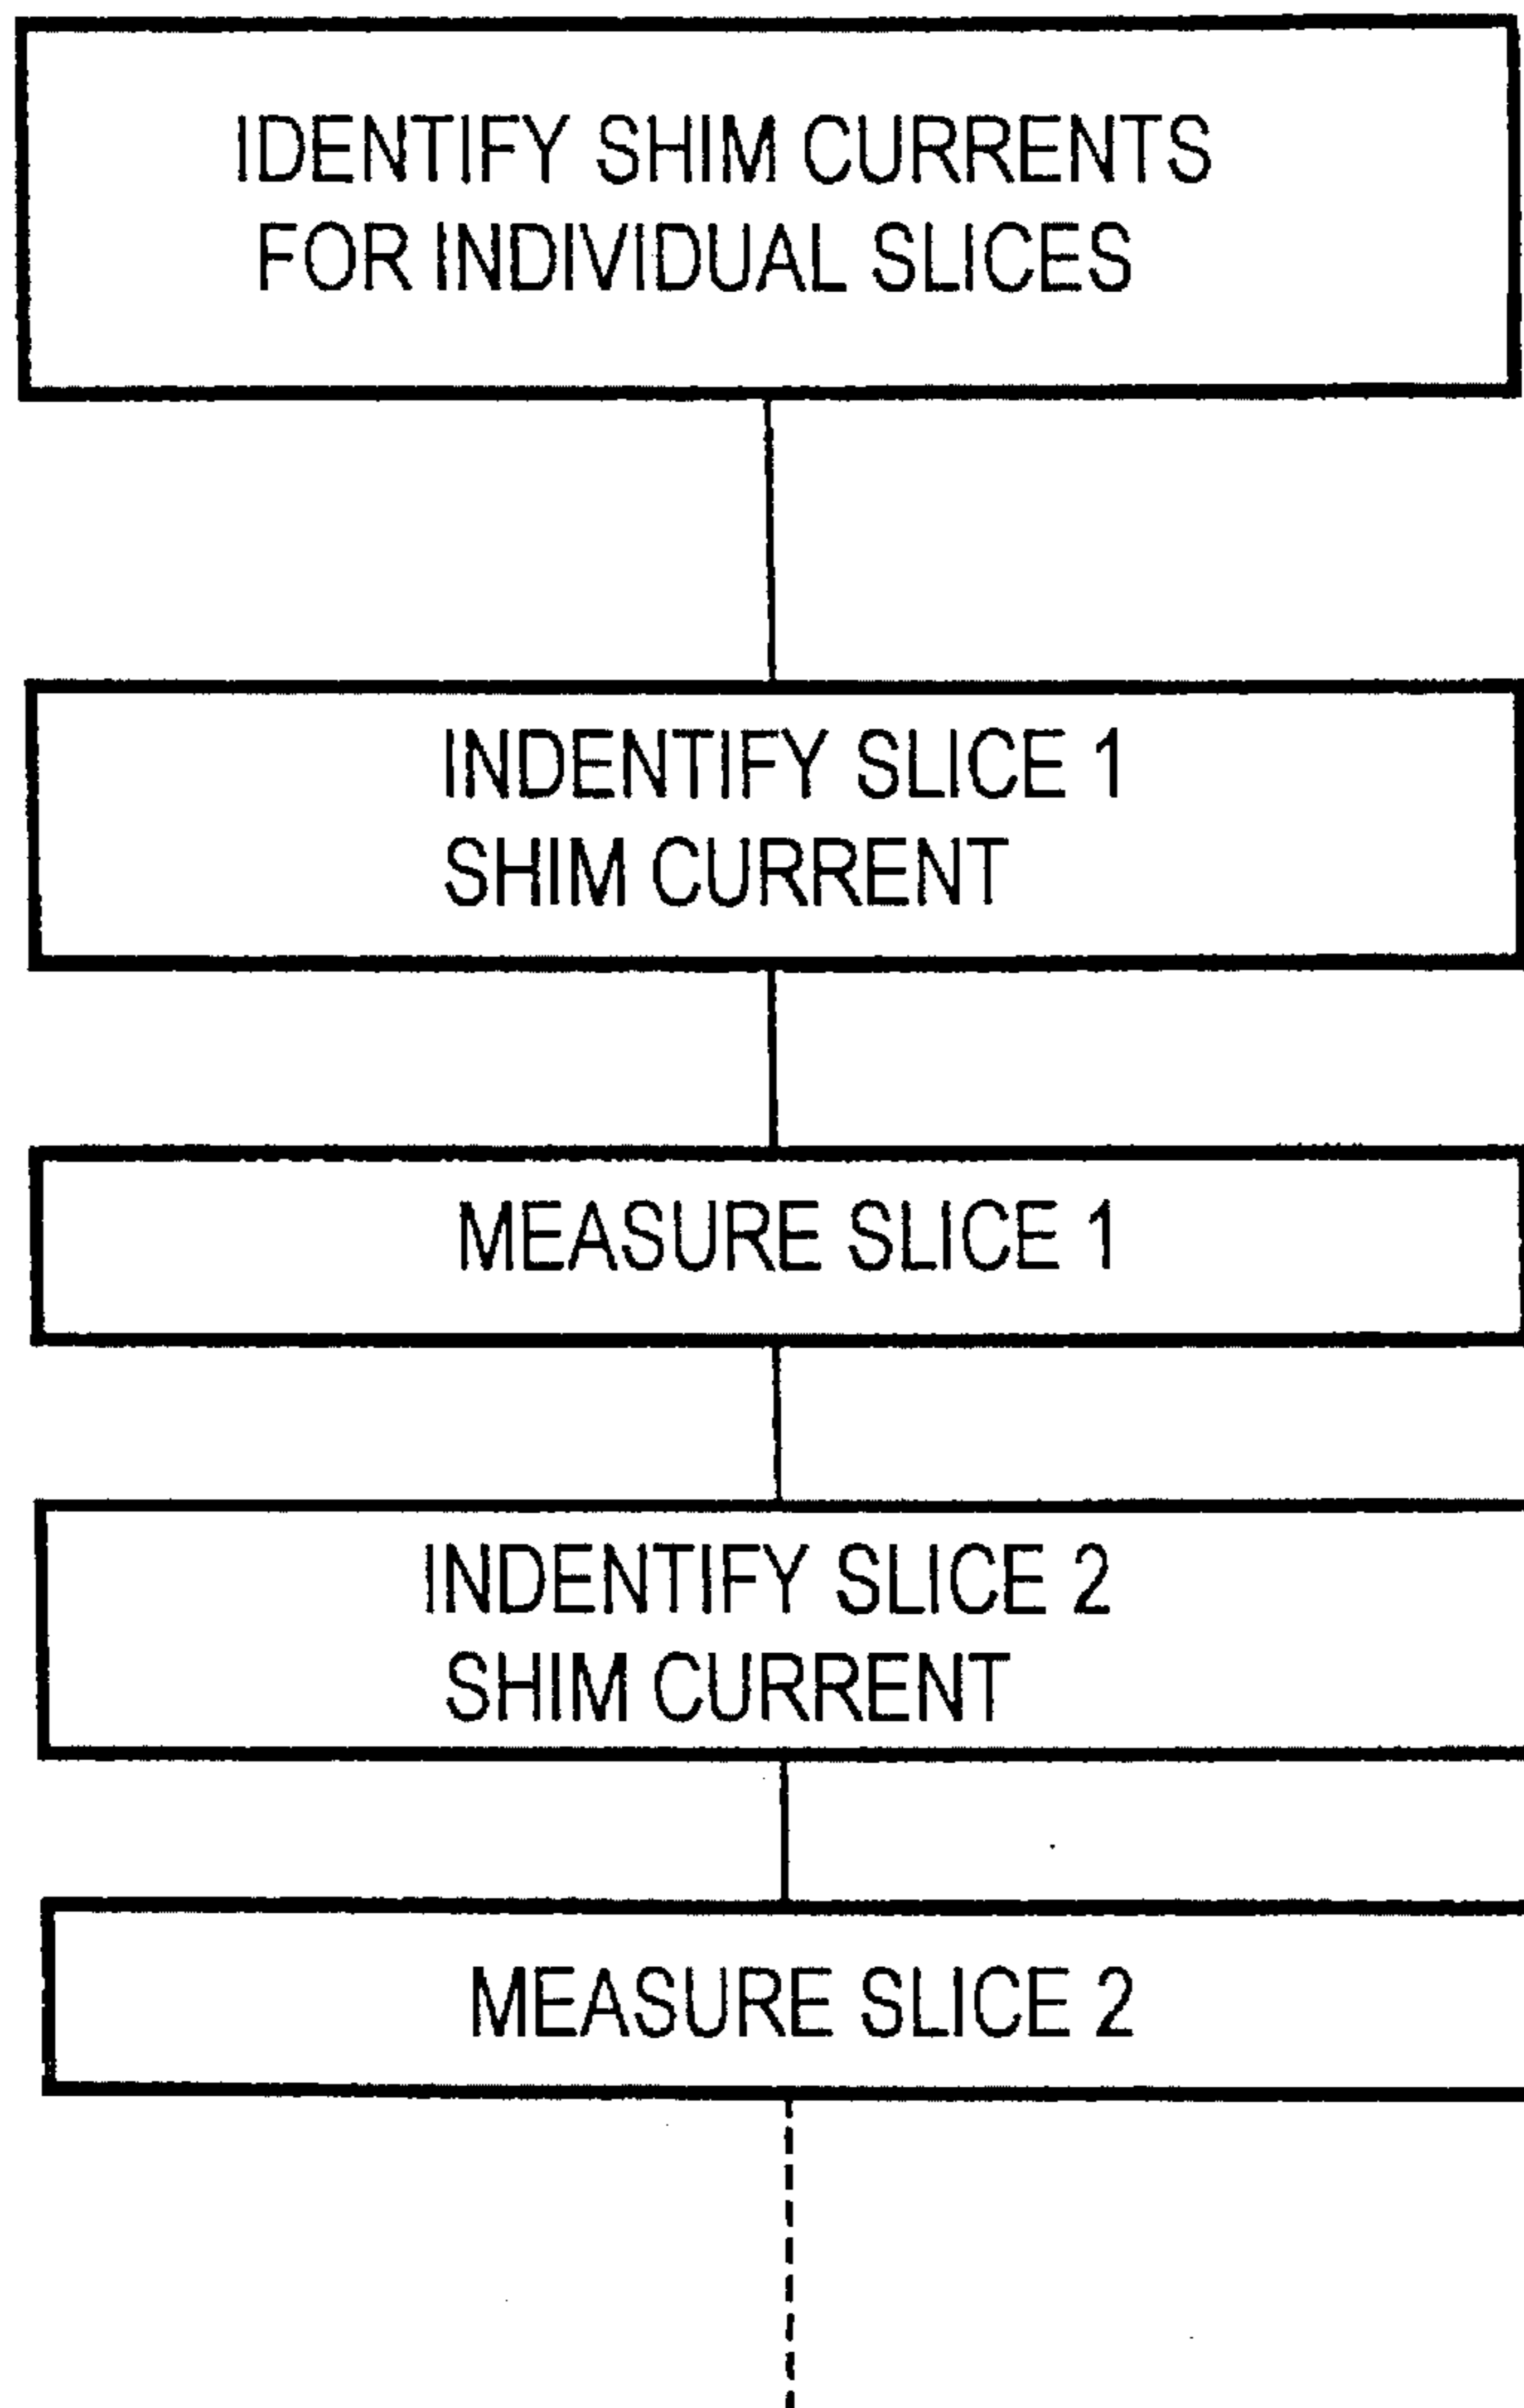 IDENTIFY SHIM CURRENTS
FOR INDIVIDUAL SLICES
INDENTIFY SLICE 1
SHIM CURRENT
MEASURE SLICE 1
INDENTIFY SLICE 2
SHIM CURRENT
MEASURE SLICE 2